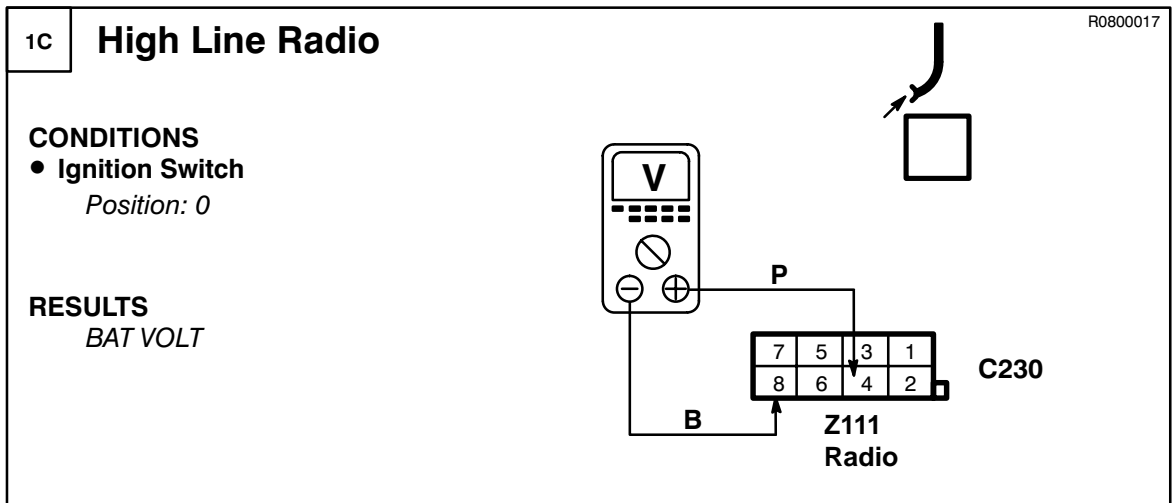 1C High Line Radio
R0800017
CONDITIONS
• Ignition Switch
Position: 0
RESULTS
BAT VOLT
V
P
7 5 3 1
8 6 4 2
C230
B
Z111
Radio